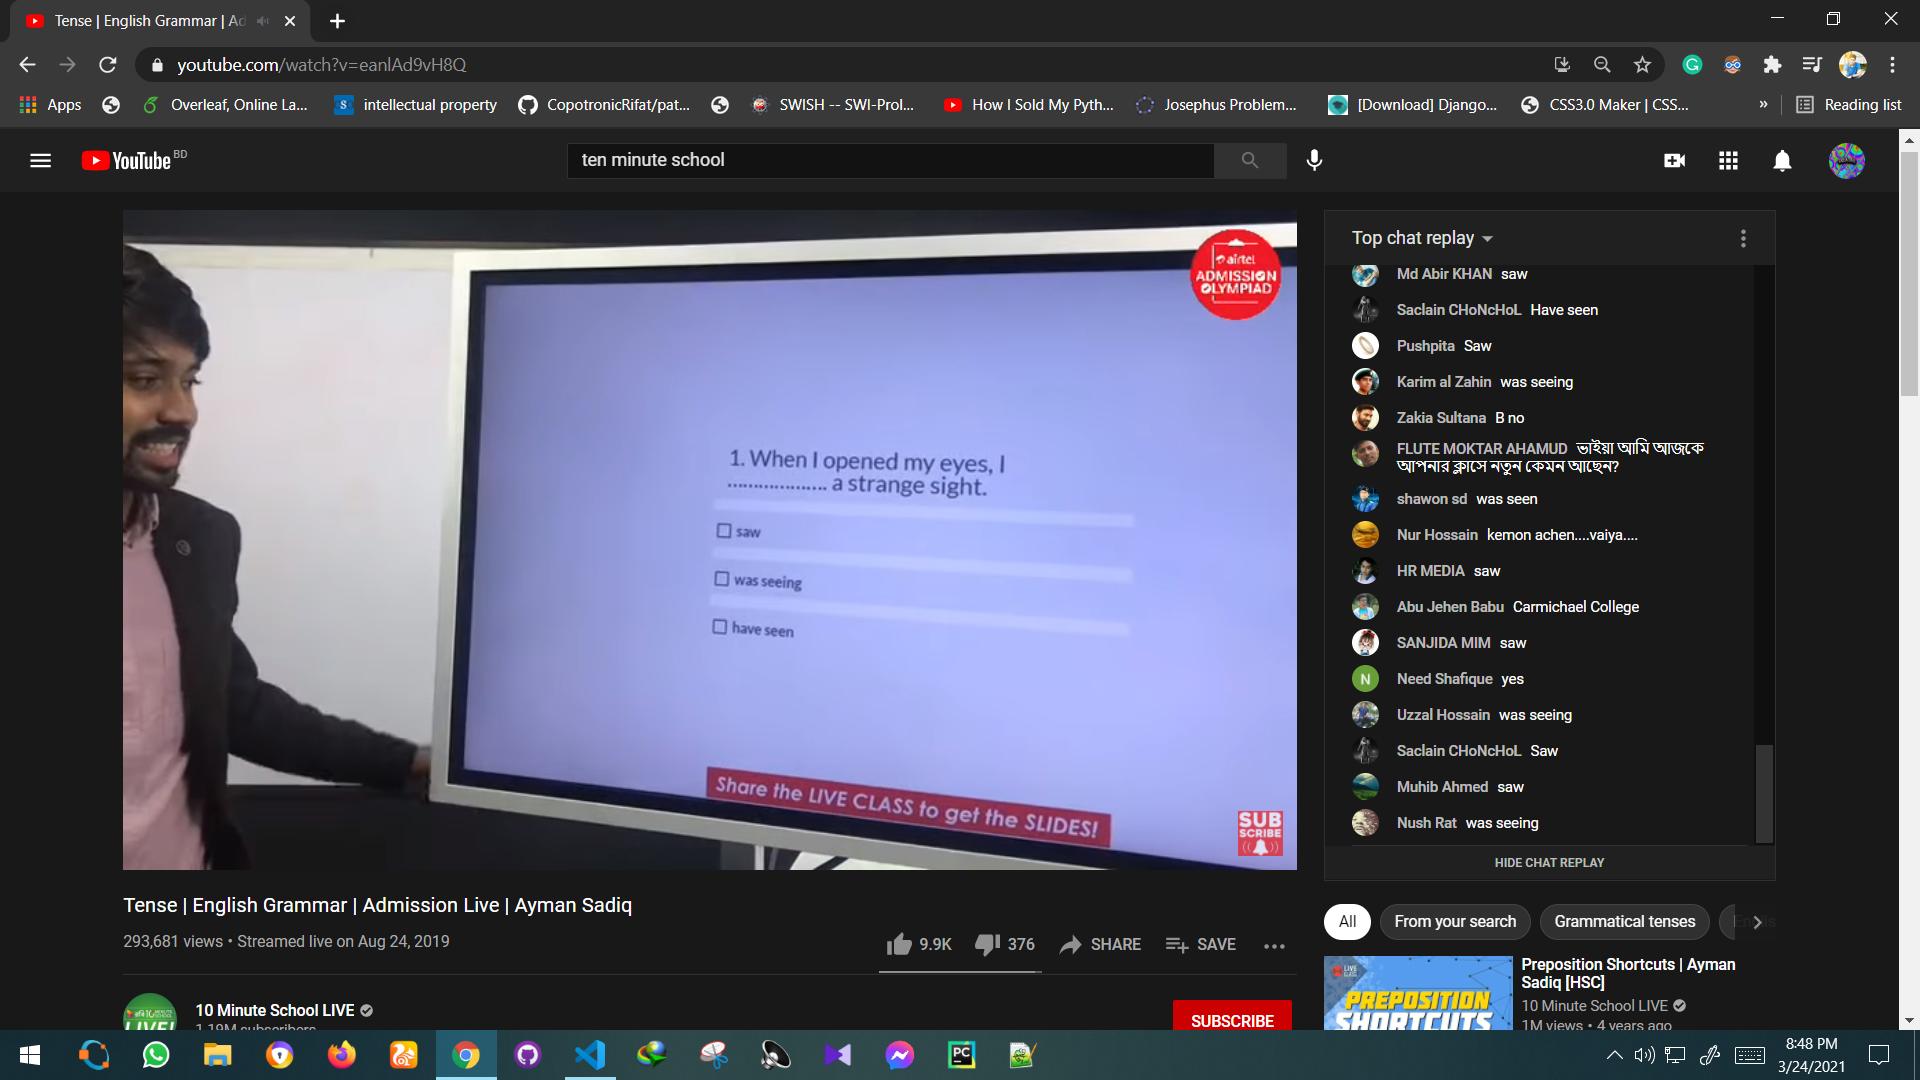 Tense | English Grammar | Ad
youtube.com/watch?v=eanlAd9vH8Q
Apps
Overleaf, Online La...
intellectual property
CopotronicRifat/pat...
SWISH -- SWI-Prol...
How I Sold My Pyth...
Josephus Problem...
[Download] Django...
CSS3.0 Maker | CSS...
»
Reading list
YouTube BD
ten minute school
airtel
ADMISSION
OLYMPIAD
1. When I opened my eyes, I
................... a strange sight.
saw
was seeing
have seen
Share the LIVE CLASS to get the SLIDES!
SUB
SCRIBE
Top chat replay
Md Abir KHAN saw
Saclain CHoNcHoL Have seen
Pushpita Saw
Karim al Zahin was seeing
Zakia Sultana B no
FLUTE MOKTAR AHAMUD ভাইয়া আমি আজকে
আপনার ক্লাসে নতুন কেমন আছেন?
shawon sd was seen
Nur Hossain kemon achen....vaiya....
HR MEDIA saw
Abu Jehen Babu Carmichael College
SANJIDA MIM saw
N Need Shafique yes
Uzzal Hossain was seeing
Saclain CHoNcHoL Saw
Muhib Ahmed saw
Nush Rat was seeing
HIDE CHAT REPLAY
Tense | English Grammar | Admission Live | Ayman Sadiq
293,681 views • Streamed live on Aug 24, 2019
9.9K 376 SHARE SAVE
10 Minute School LIVE
1.19M subscribers
LIVE!
SUBSCRIBE
All From your search Grammatical tenses
LIVE
CLASS
PREPOSITION
SHORTCUTS
Preposition Shortcuts | Ayman
Sadiq [HSC]
10 Minute School LIVE
1M views • 4 years ago
PC
8:48 PM
3/24/2021